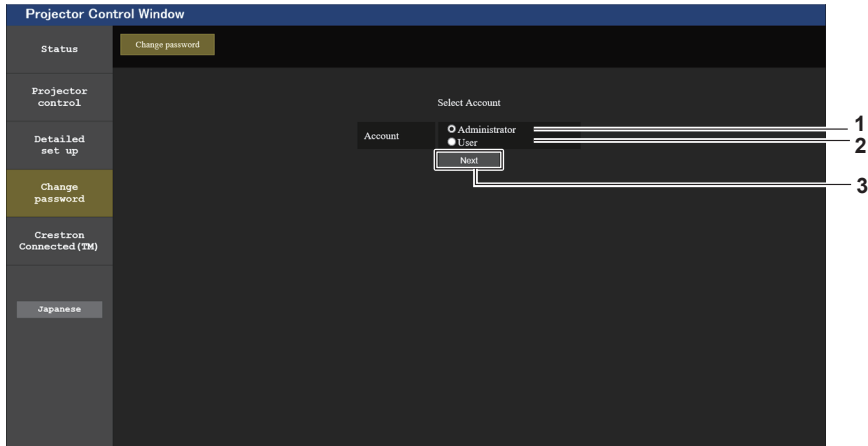 Projector Control Window
Status
Change password
Projector
control
Detailed
set up
Change
password
Crestron
Connected(TM)
Japanese
Select Account
Account
Administrator
User
Next
1
2
3